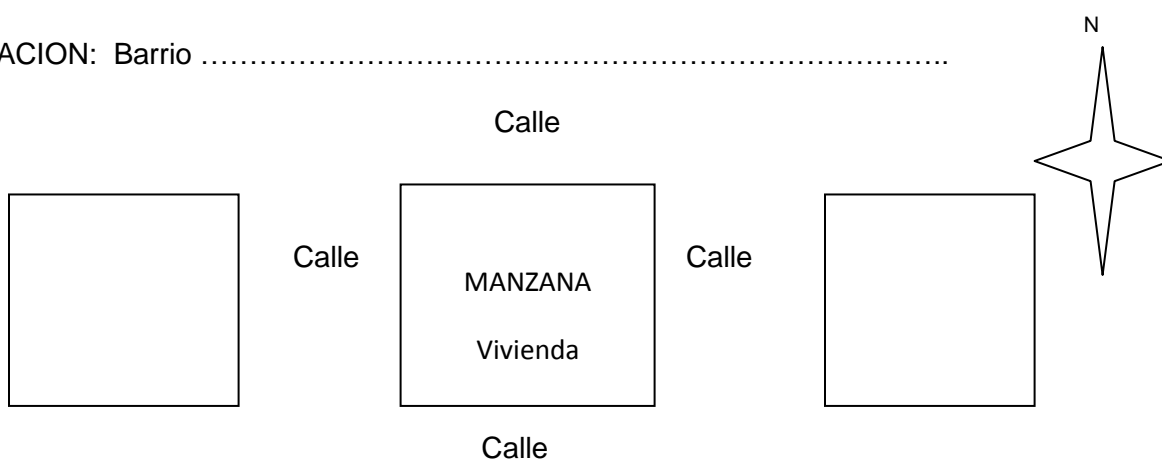 N
ACION: Barrio ……………………………………………………………………..
Calle
Calle
Calle
MANZANA
Vivienda
Calle